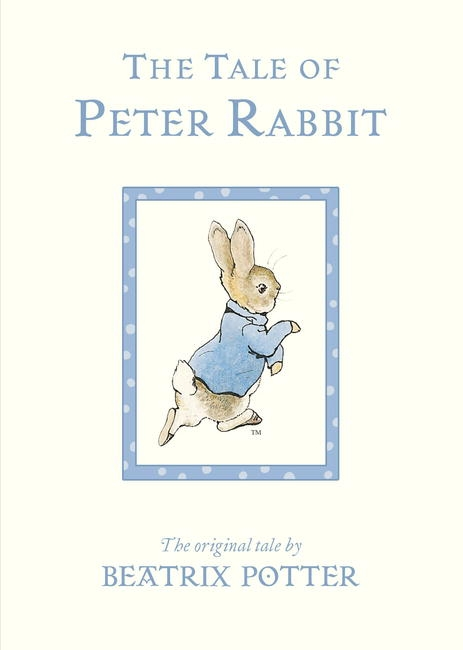 THE TALE OF
PETER RABBIT
TM
The original tale by
BEATRIX POTTER